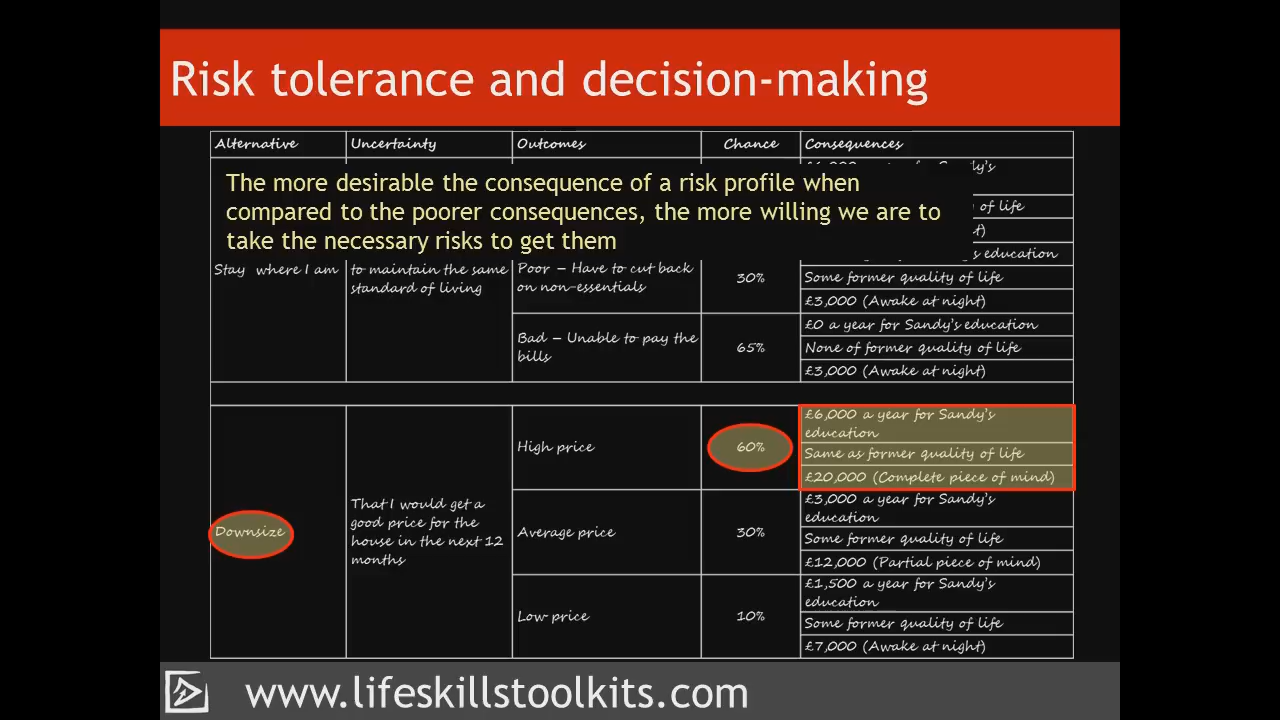 Risk tolerance and decision-making
Alternative Uncertainty Outcomes Chance Consequences
The more desirable the consequence of a risk profile when
compared to the poorer consequences, the more willing we are to
take the necessary risks to get them
of life
education
Stay where I am
to maintain the same
standard of living
Poor – Have to cut back
on non-essentials
30%
Some former quality of life
£3,000 (Awake at night)
Bad – Unable to pay the
bills
65%
£0 a year for Sandy's education
None of former quality of life
£3,000 (Awake at night)
Downsize
That I would get a
good price for the
house in the next 12
months
High price
60%
£6,000 a year for Sandy's
education
Same as former quality of life
£20,000 (Complete piece of mind)
Average price
30%
£3,000 a year for Sandy's
education
Some former quality of life
£12,000 (Partial piece of mind)
Low price
10%
£1,500 a year for Sandy's
education
Some former quality of life
£7,000 (Awake at night)
www.lifeskillstoolkits.com